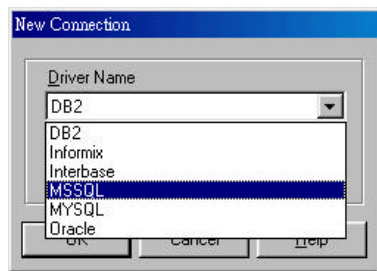 New Connection
Driver Name
DB2
DB2
Informix
Interbase
MSSQL
MYSQL
Oracle
OK Cancel Help